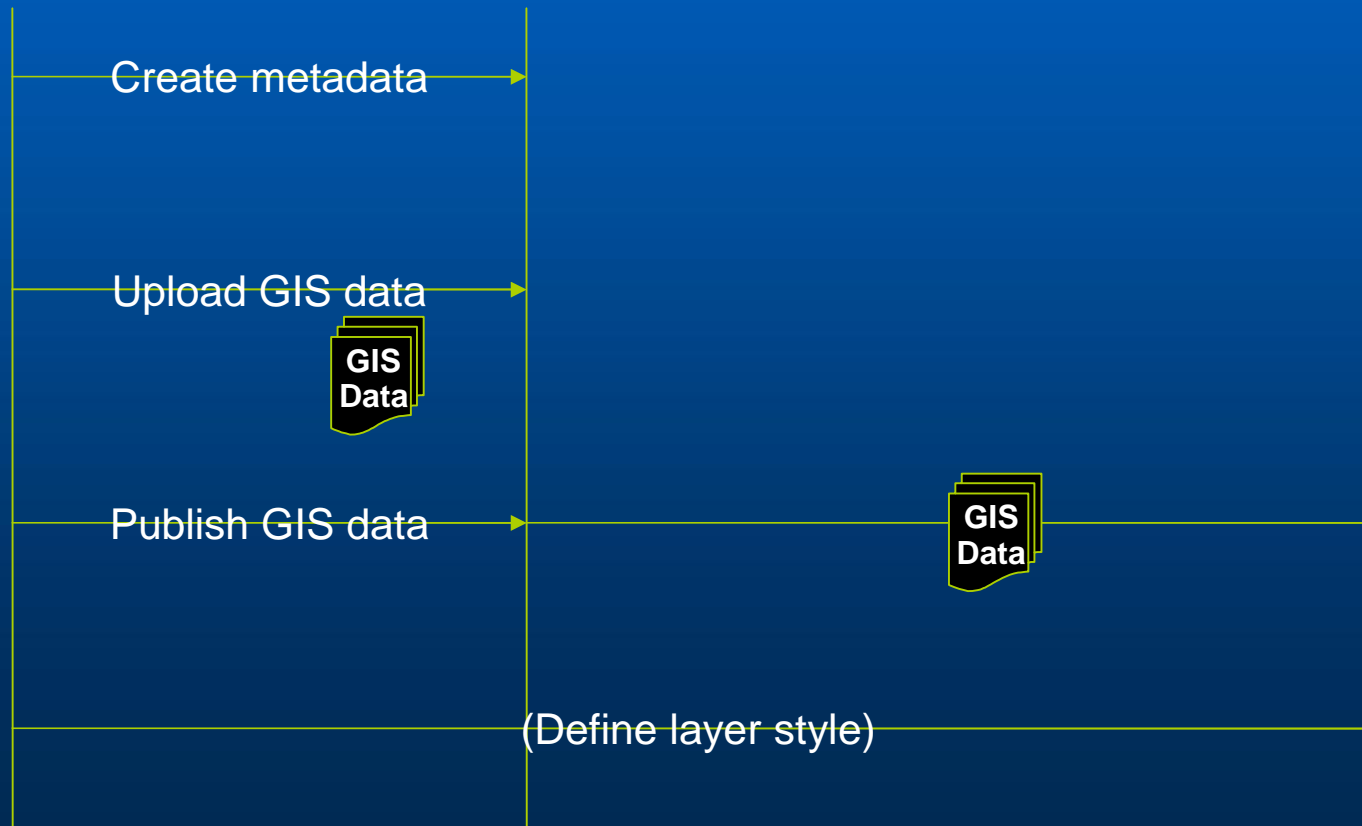 Create metadata
Upload GIS data
GIS
Data
Publish GIS data
GIS
Data
(Define layer style)